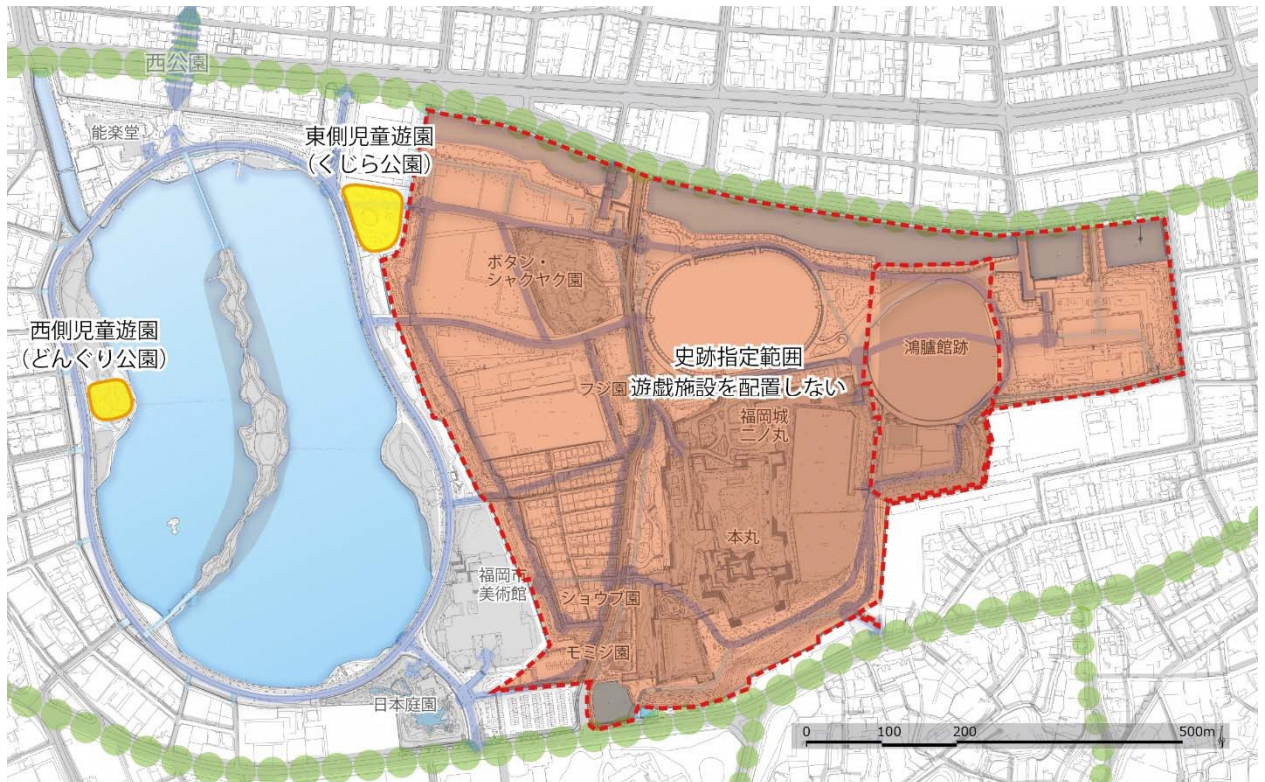 西公園
能楽堂
東側児童遊園
（くじら公園）
ボタン・
シャクヤク園
西側児童遊園
（どんぐり公園）
鴻臚館跡
史跡指定範囲
フジ園
遊戯施設を配置しない
福岡城
二ノ丸
本丸
福岡市
美術館
ショウブ園
モミジ園
日本庭園
0 100 200 500m